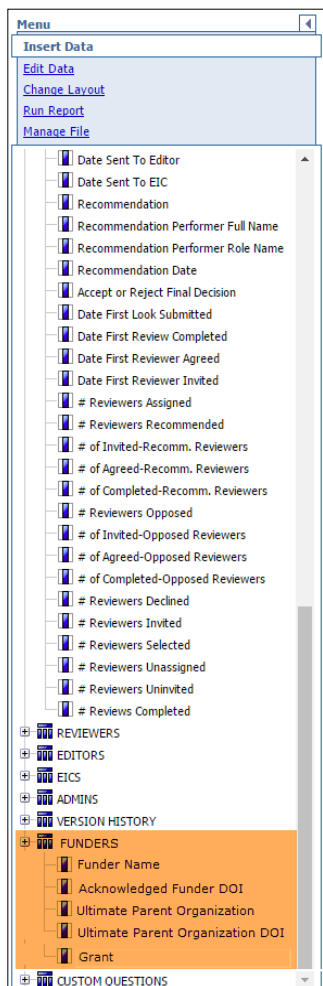 Menu
Insert Data
Edit Data
Change Layout
Run Report
Manage File
Date Sent To Editor
Date Sent To EIC
Recommendation
Recommendation Performer Full Name
Recommendation Performer Role Name
Recommendation Date
Accept or Reject Final Decision
Date First Look Submitted
Date First Review Completed
Date First Reviewer Agreed
Date First Reviewer Invited
# Reviewers Assigned
# Reviewers Recommended
# of Invited-Recomm. Reviewers
# of Agreed-Recomm. Reviewers
# of Completed-Recomm. Reviewers
# Reviewers Opposed
# of Invited-Opposed Reviewers
# of Agreed-Opposed Reviewers
# of Completed-Opposed Reviewers
# Reviewers Declined
# Reviewers Invited
# Reviewers Selected
# Reviewers Unassigned
# Reviewers Uninvited
# Reviews Completed
REVIEWERS
EDITORS
EICS
ADMINS
VERSION HISTORY
FUNDERS
Funder Name
Acknowledged Funder DOI
Ultimate Parent Organization
Ultimate Parent Organization DOI
Grant
CUSTOM QUESTIONS